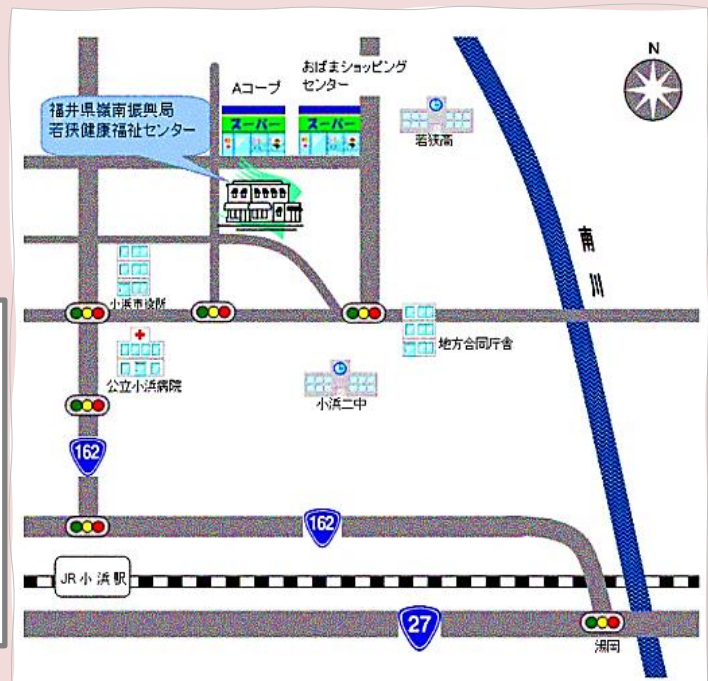 N
おばまショッピング
センター
Aコープ
福井県嶺南振興局
若狭健康福祉センター
スーパー
スーパー
若狭高
南川
小浜市役所
地方合同庁舎
公立小浜病院
小浜二中
162
162
JR小浜駅
27
湯岡